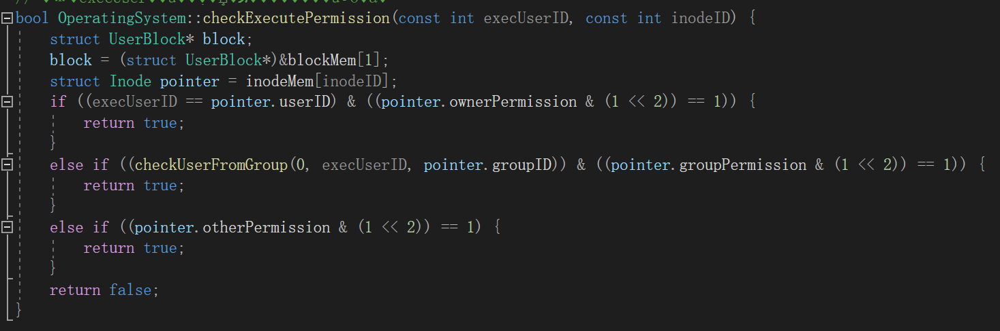 bool OperatingSystem::checkExecutePermission(const int execUserID, const int inodeID) {
struct UserBlock* block;
block = (struct UserBlock*)&blockMem[1];
struct Inode pointer = inodeMem[inodeID];
if ((execUserID == pointer.userID) & ((pointer.ownerPermission & (1 << 2)) == 1)) {
return true;
}
else if ((checkUserFromGroup(0, execUserID, pointer.groupID)) & ((pointer.groupPermission & (1 << 2)) == 1)) {
return true;
}
else if ((pointer.otherPermission & (1 << 2)) == 1) {
return true;
}
return false;
}